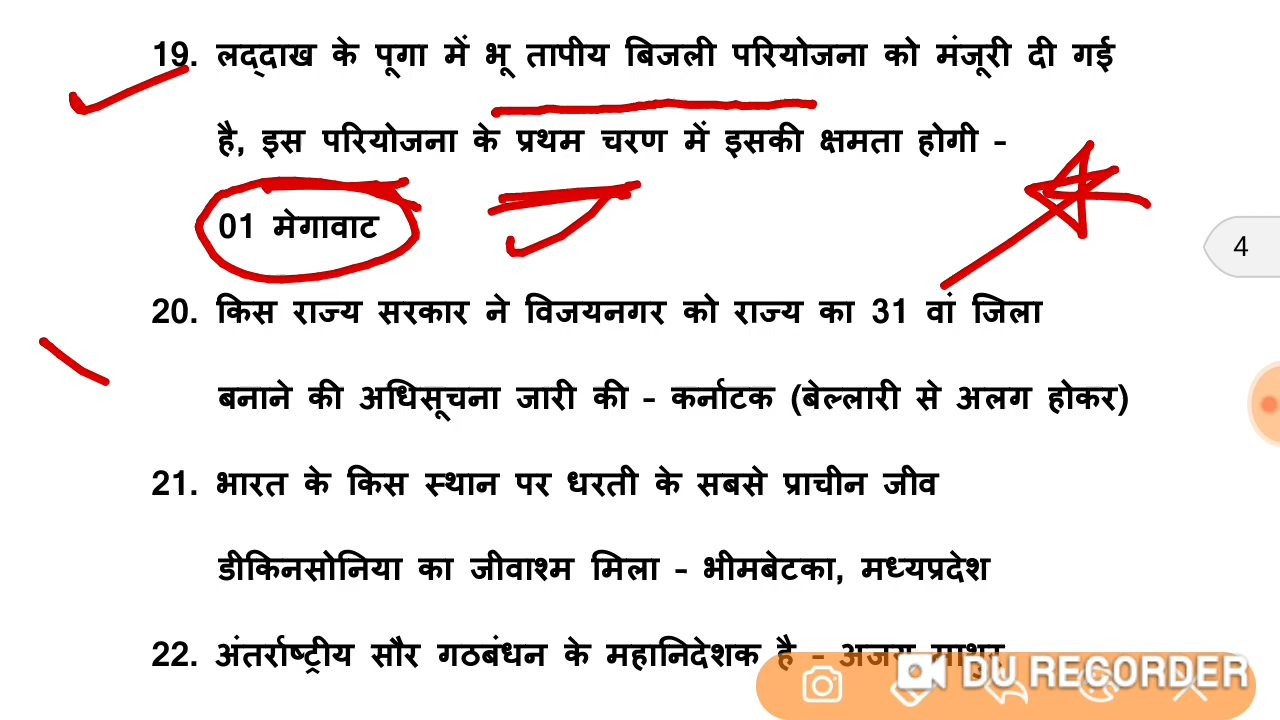 19. लद्दाख के पूगा में भू तापीय बिजली परियोजना को मंजूरी दी गई
है, इस परियोजना के प्रथम चरण में इसकी क्षमता होगी –
01 मेगावाट
4
20. किस राज्य सरकार ने विजयनगर को राज्य का 31 वां जिला
बनाने की अधिसूचना जारी की – कर्नाटक (बेल्लारी से अलग होकर)
21. भारत के किस स्थान पर धरती के सबसे प्राचीन जीव
डीकिनसोनिया का जीवाश्म मिला – भीमबेटका, मध्यप्रदेश
22. अंतर्राष्ट्रीय सौर गठबंधन के महानिदेशक है – अजय माथुर
DU RECORDER